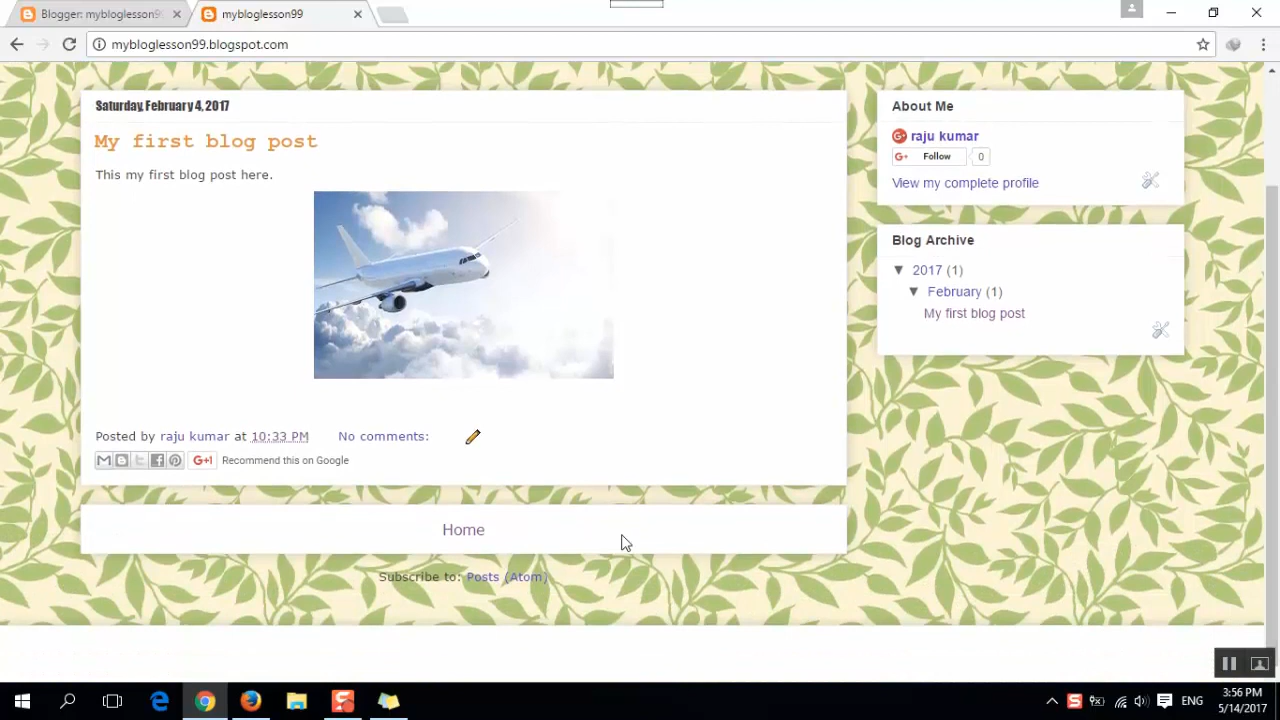 Blogger: mybloglesson9
mybloglesson99
mybloglesson99.blogspot.com
Saturday, February 4, 2017
My first blog post
This my first blog post here.
Posted by raju kumar at 10:33 PM No comments:
G+1 Recommend this on Google
Home
Subscribe to: Posts (Atom)
About Me
raju kumar
G+ Follow 0
View my complete profile
Blog Archive
▼ 2017 (1)
▼ February (1)
My first blog post
ENG
3:56 PM
5/14/2017